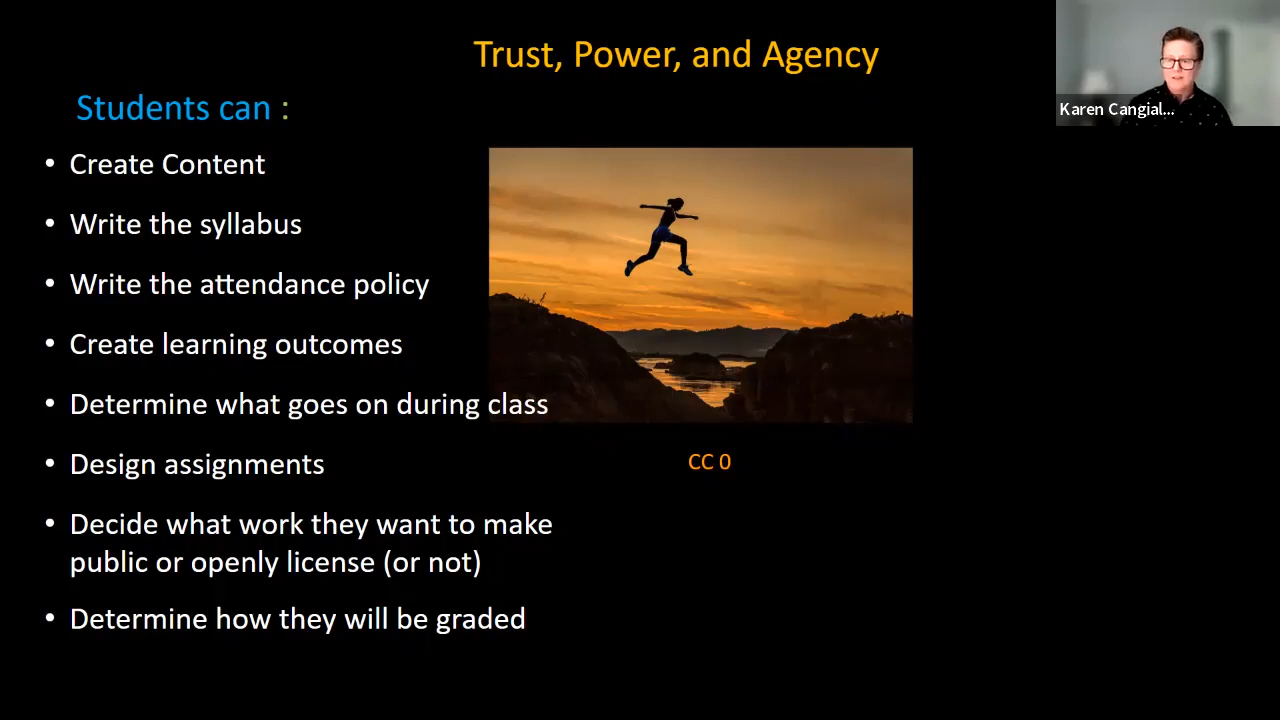 Trust, Power, and Agency
Karen Cangial...
Students can :
• Create Content
• Write the syllabus
• Write the attendance policy
• Create learning outcomes
• Determine what goes on during class
• Design assignments
• Decide what work they want to make
public or openly license (or not)
• Determine how they will be graded
CC 0